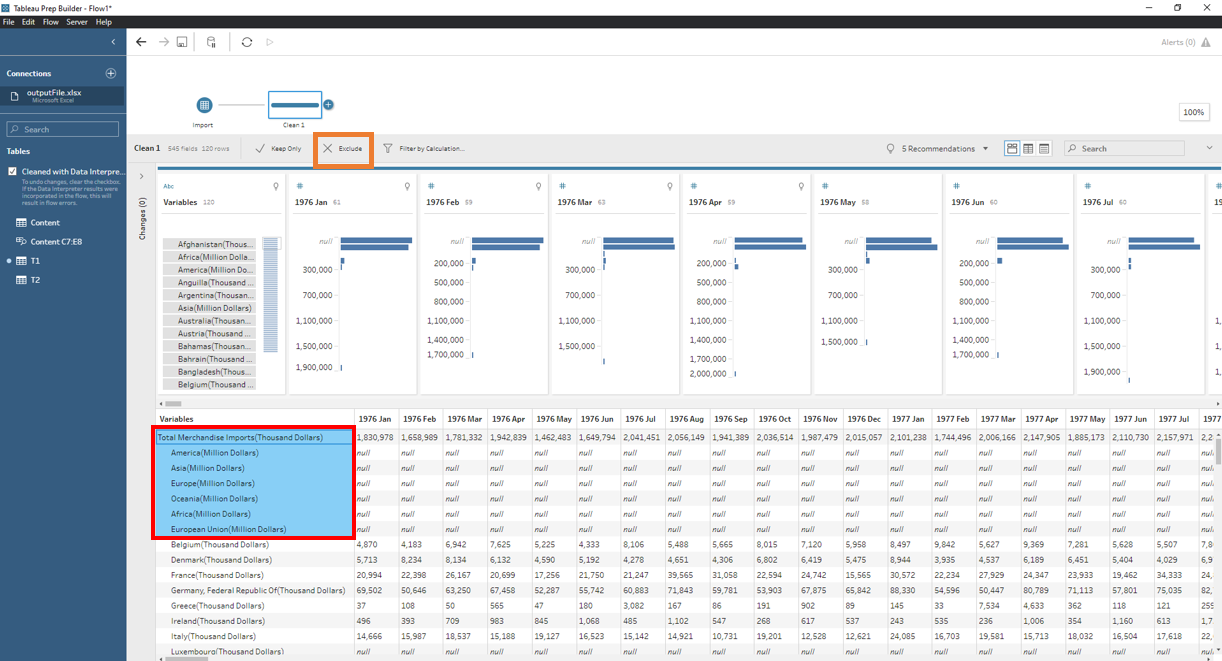 Tableau Prep Builder - Flow1*
File Edit Flow Server Help
Alerts (0)
Connections
outputFile.xlsx
Microsoft Excel
Search
Tables
Cleaned with Data Interpre...
To undo changes, clear the checkbox.
If the Data Interpreter results were
incorporated in the flow, this will
result in flow errors.
Content
Content C7:E8
T1
T2
Import
Clean 1
100%
Clean 1 545 fields 120 rows Keep Only Exclude Filter by Calculation... 5 Recommendations Search
Changes (0)
Abc # # # # # # # #
Variables 120 1976 Jan 61 1976 Feb 59 1976 Mar 63 1976 Apr 59 1976 May 58 1976 Jun 60 1976 Jul 60
Afghanistan(Thous...
Africa(Million Dolla...
America(Million Do...
Anguilla(Thousand ...
Argentina(Thousan...
Asia(Million Dollars)
Australia(Thousan...
Austria(Thousand ...
Bahamas(Thousan...
Bahrain(Thousand ...
Bangladesh(Thous...
Belgium(Thousand ...
null
300,000
700,000
1,100,000
1,500,000
1,900,000
null
200,000
500,000
800,000
1,100,000
1,400,000
1,700,000
null
300,000
700,000
1,100,000
1,500,000
null
200,000
500,000
800,000
1,100,000
1,400,000
1,700,000
2,000,000
null
300,000
700,000
1,100,000
1,500,000
null
200,000
500,000
800,000
1,100,000
1,400,000
1,700,000
null
300,000
700,000
1,100,000
1,500,000
1,900,000
Variables 1976 Jan 1976 Feb 1976 Mar 1976 Apr 1976 May 1976 Jun 1976 Jul 1976 Aug 1976 Sep 1976 Oct 1976 Nov 1976 Dec 1977 Jan 1977 Feb 1977 Mar 1977 Apr 1977 May 1977 Jun 1977 Jul 1977
Total Merchandise Imports(Thousand Dollars) 1,830,978 1,658,989 1,781,332 1,942,839 1,462,483 1,649,794 2,041,451 2,056,149 1,941,389 2,036,514 1,987,479 2,015,057 2,101,238 1,744,496 2,006,166 2,147,905 1,885,173 2,110,730 2,157,971
America(Million Dollars) null null null null null null null null null null null null null null null null null null null null
Asia(Million Dollars) null null null null null null null null null null null null null null null null null null null null
Europe(Million Dollars) null null null null null null null null null null null null null null null null null null null null
Oceania(Million Dollars) null null null null null null null null null null null null null null null null null null null null
Africa(Million Dollars) null null null null null null null null null null null null null null null null null null null null
European Union(Million Dollars) null null null null null null null null null null null null null null null null null null null null
Belgium(Thousand Dollars) 4,870 4,183 6,942 7,625 5,225 4,333 8,106 5,488 5,665 8,015 7,120 5,958 8,497 9,842 5,627 9,369 7,281 5,628 5,507
Denmark(Thousand Dollars) 5,713 8,234 8,134 6,132 4,590 5,192 4,278 4,651 4,306 6,802 6,419 5,475 8,944 3,935 4,537 6,189 6,451 5,404 4,029
France(Thousand Dollars) 20,994 22,398 26,167 20,699 17,256 21,750 21,247 39,565 31,058 22,594 24,742 15,565 30,572 22,234 27,929 24,347 23,933 19,462 34,333
Germany, Federal Republic Of(Thousand Dollars) 69,502 50,646 63,250 67,458 52,287 55,742 60,883 71,843 59,781 53,903 67,875 65,842 88,330 54,596 50,447 80,789 71,113 57,801 75,035
Greece(Thousand Dollars) 37 108 50 565 47 180 3,082 167 86 191 902 89 145 33 7,534 4,633 362 118 121 259
Ireland(Thousand Dollars) 496 393 709 983 845 1,068 485 1,102 547 268 617 537 243 535 236 1,006 354 1,160 613
Italy(Thousand Dollars) 14,666 15,987 18,537 15,188 19,127 16,523 15,142 14,921 10,731 19,201 12,528 12,621 24,085 16,703 19,581 15,713 18,032 16,504 17,618
Luxembourg(Thousand Dollars) null null null null null null null null null null null null null null null null null null null null